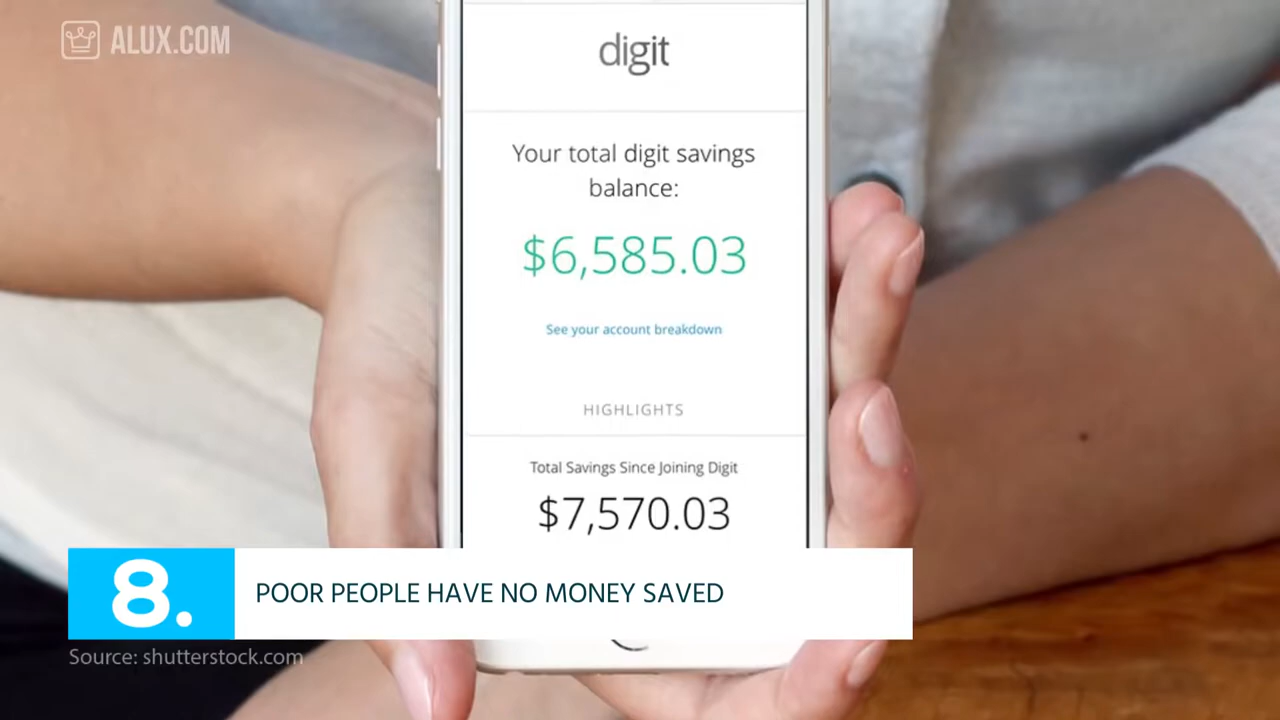 ALUX.COM
digit
Your total digit savings
balance:
$6,585.03
See your account breakdown
HIGHLIGHTS
Total Savings Since Joining Digit
$7,570.03
8.
POOR PEOPLE HAVE NO MONEY SAVED
Source: shutterstock.com